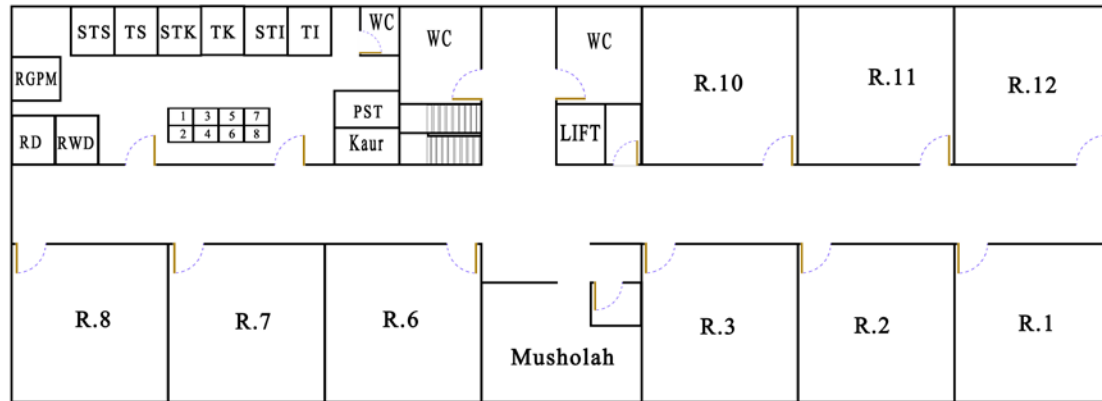 STS TS STK TK STI TI WC WC WC
RGPM R.10 R.11 R.12
1 3 5 7 PST
2 4 6 8
RD RWD Kaur LIFT
R.8 R.7 R.6 R.3 R.2 R.1
Musholah